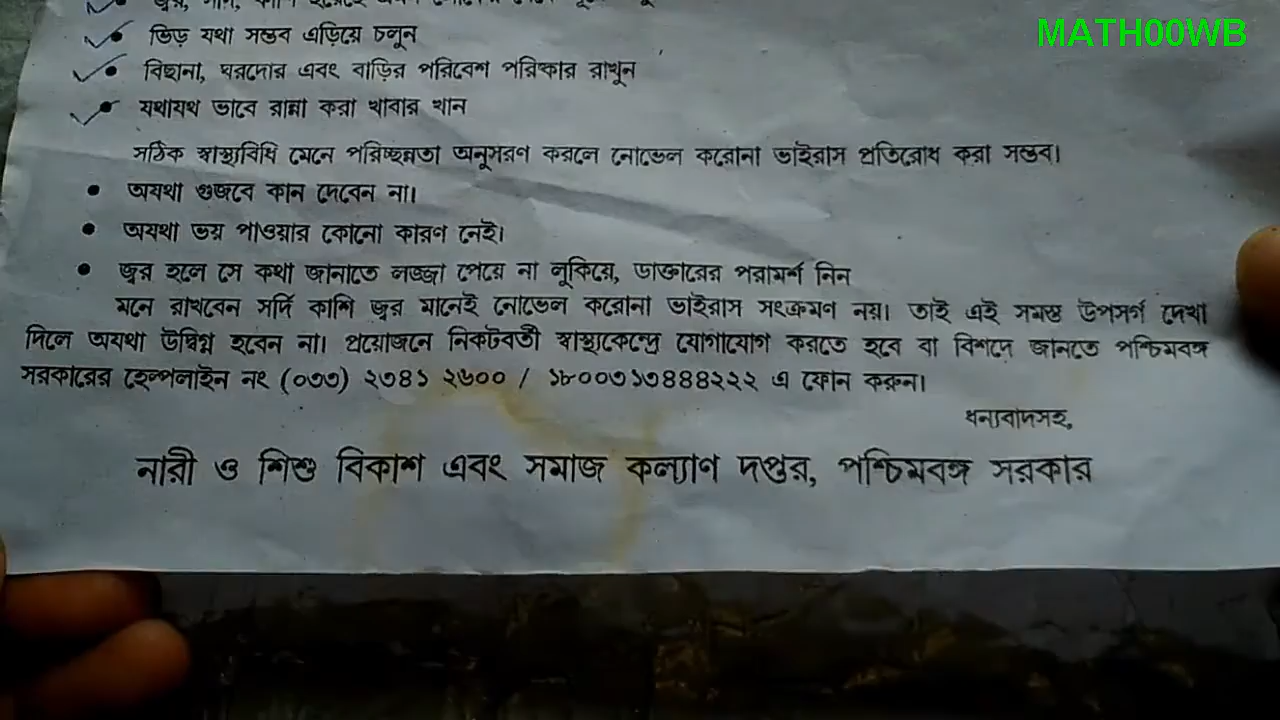 MATH00WB
ভিড় যথা সম্ভব এড়িয়ে চলুন
বিছানা, ঘরদোর এবং বাড়ির পরিবেশ পরিষ্কার রাখুন
যথাযথ ভাবে রান্না করা খাবার খান
সঠিক স্বাস্থ্যবিধি মেনে পরিচ্ছন্নতা অনুসরণ করলে নোভেল করোনা ভাইরাস প্রতিরোধ করা সম্ভব।
• অযথা গুজবে কান দেবেন না।
• অযথা ভয় পাওয়ার কোনো কারণ নেই।
• জ্বর হলে সে কথা জানাতে লজ্জা পেয়ে না লুকিয়ে, ডাক্তারের পরামর্শ নিন
মনে রাখবেন সর্দি কাশি জ্বর মানেই নোভেল করোনা ভাইরাস সংক্রমণ নয়। তাই এই সমস্ত উপসর্গ দেখা
দিলে অযথা উদ্বিগ্ন হবেন না। প্রয়োজনে নিকটবর্তী স্বাস্থ্যকেন্দ্রে যোগাযোগ করতে হবে বা বিশদে জানতে পশ্চিমবঙ্গ
সরকারের হেল্পলাইন নং (০৩৩) ২৩৪১ ২৬০০ / ১৮০০৩১৩৪৪৪২২২ এ ফোন করুন।
ধন্যবাদসহ,
নারী ও শিশু বিকাশ এবং সমাজ কল্যাণ দপ্তর, পশ্চিমবঙ্গ সরকার